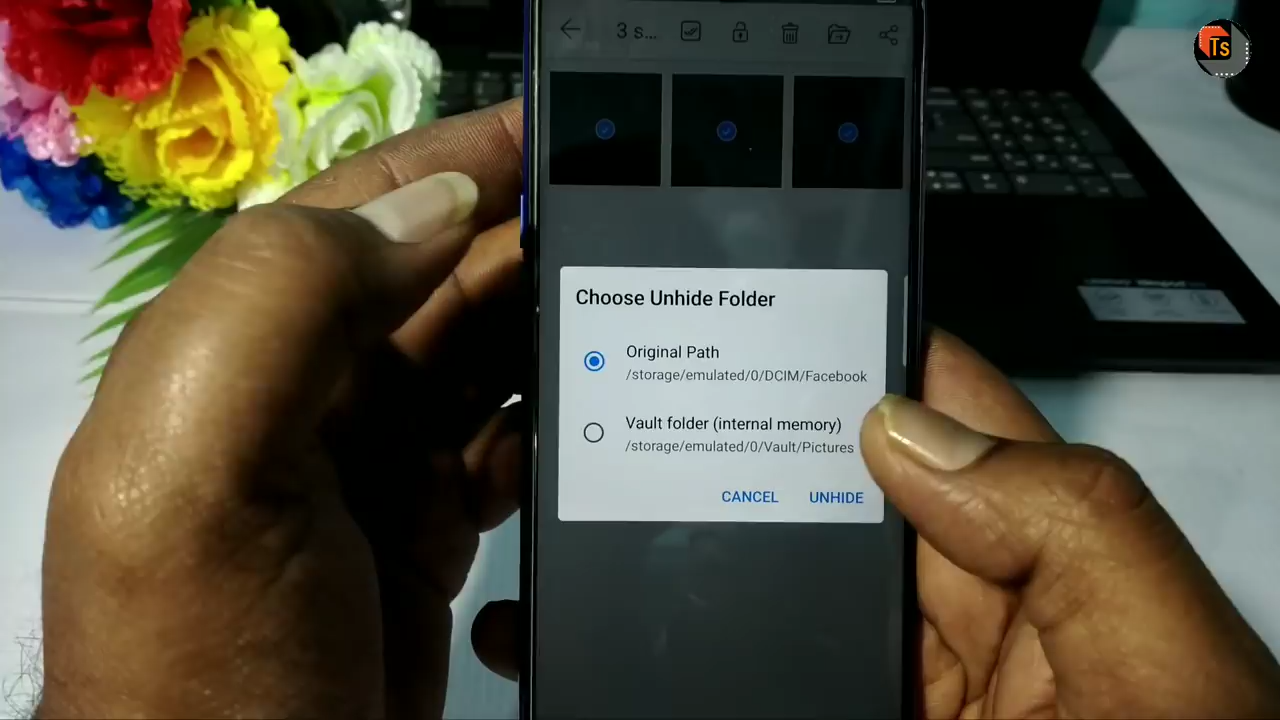 3 s...
Ts
Choose Unhide Folder
Original Path
/storage/emulated/0/DCIM/Facebook
Vault folder (internal memory)
/storage/emulated/0/Vault/Pictures
CANCEL
UNHIDE